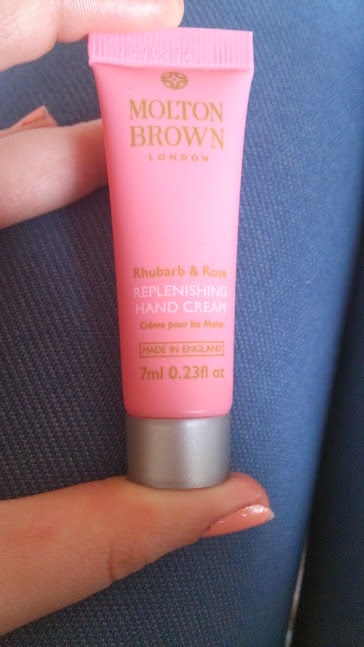 MOLTON
BROWN
LONDON
Rhubarb & Rose
REPLENISHING
HAND CREAM
Crème pour les Mains
MADE IN ENGLAND
7ml 0.23fl oz